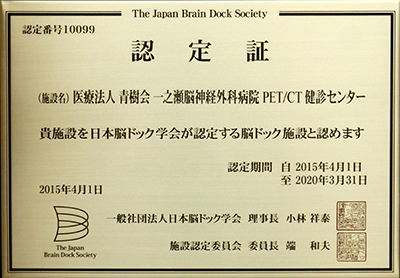 The Japan Brain Dock Society
認定番号10099
認定証
(施設名) 医療法人 青樹会 一之瀬脳神経外科病院 PET/CT 健診センター
貴施設を日本脳ドック学会が認定する脳ドック施設と認めます
認定期間 自 2015年4月1日
至 2020年3月31日
2015年4月1日
一般社団法人日本脳ドック学会 理事長 小林 祥泰
施設認定委員会 委員長 端 和夫
The Japan
Brain Dock Society